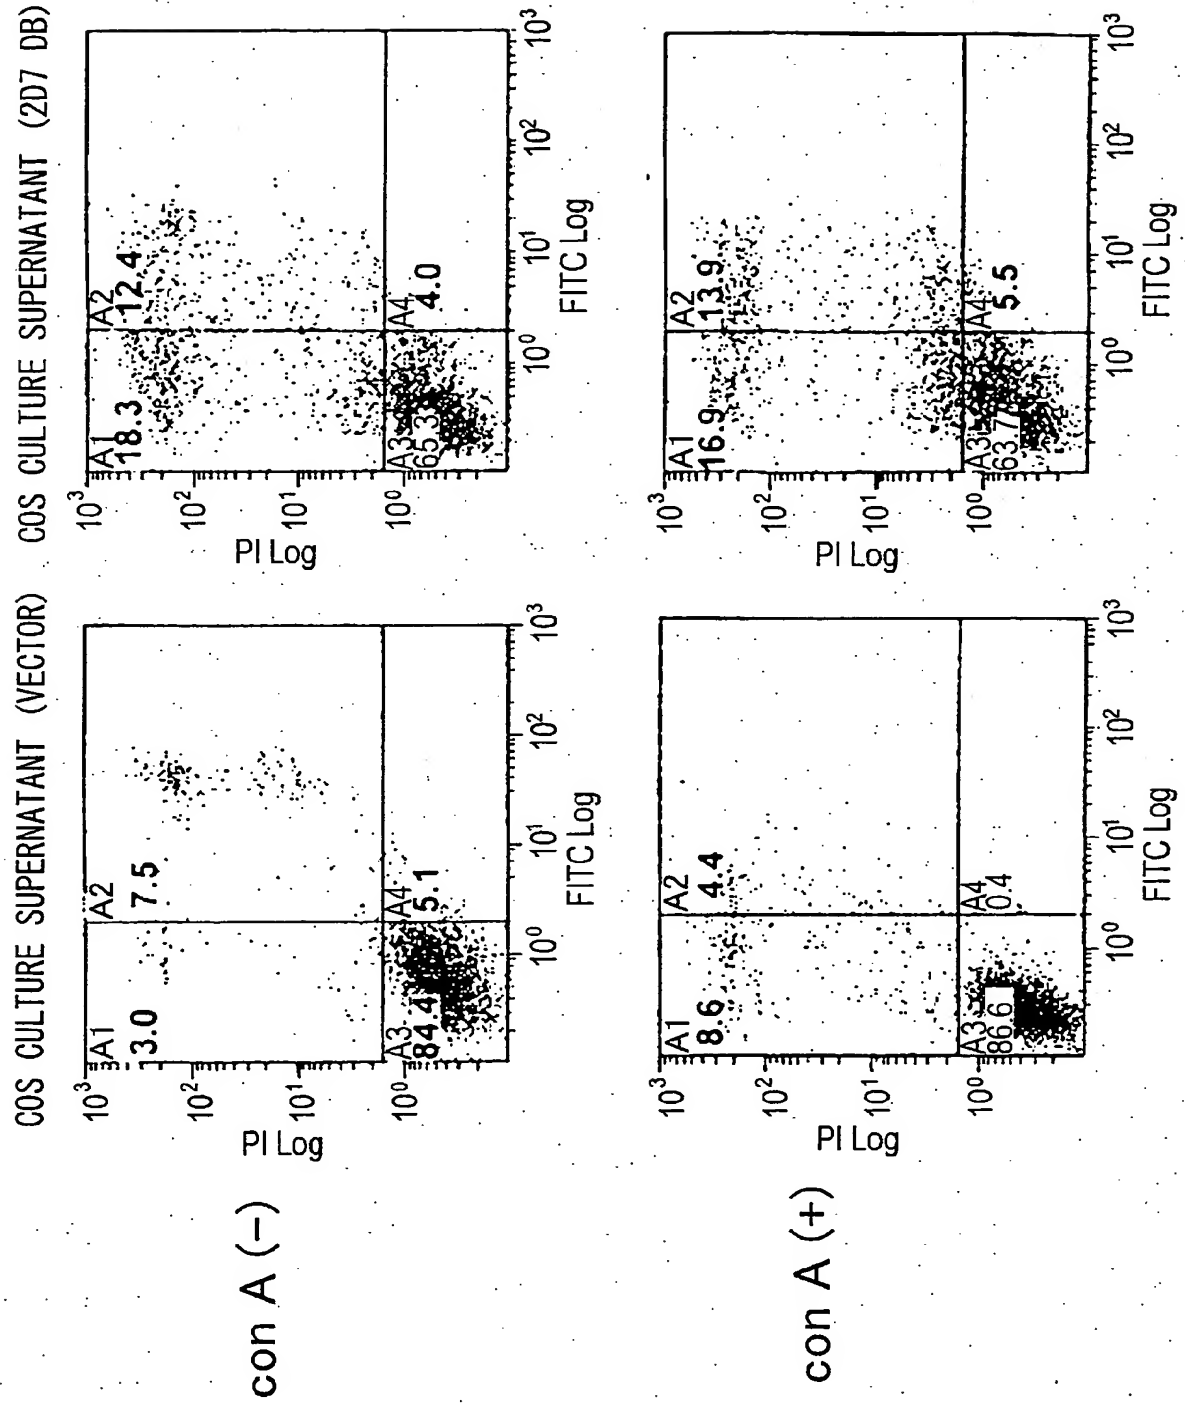 COS CULTURE SUPERNATANT (VECTOR)
COS CULTURE SUPERNATANT (2D7 DB)
con A (−)
PI Log
10³
10²
10¹
10⁰
A1
3.0
A2
7.5
A3
84.4
A4
5.1
10⁰
10¹
10²
10³
FITC Log
PI Log
10³
10²
10¹
10⁰
A1
18.3
A2
12.4
A3
65.3
A4
4.0
10⁰
10¹
10²
10³
FITC Log
con A (+)
PI Log
10³
10²
10¹
10⁰
A1
8.6
A2
4.4
A3
86.6
A4
0.4
10⁰
10¹
10²
10³
FITC Log
PI Log
10³
10²
10¹
10⁰
A1
16.9
A2
13.9
A3
63.7
A4
5.5
10⁰
10¹
10²
10³
FITC Log